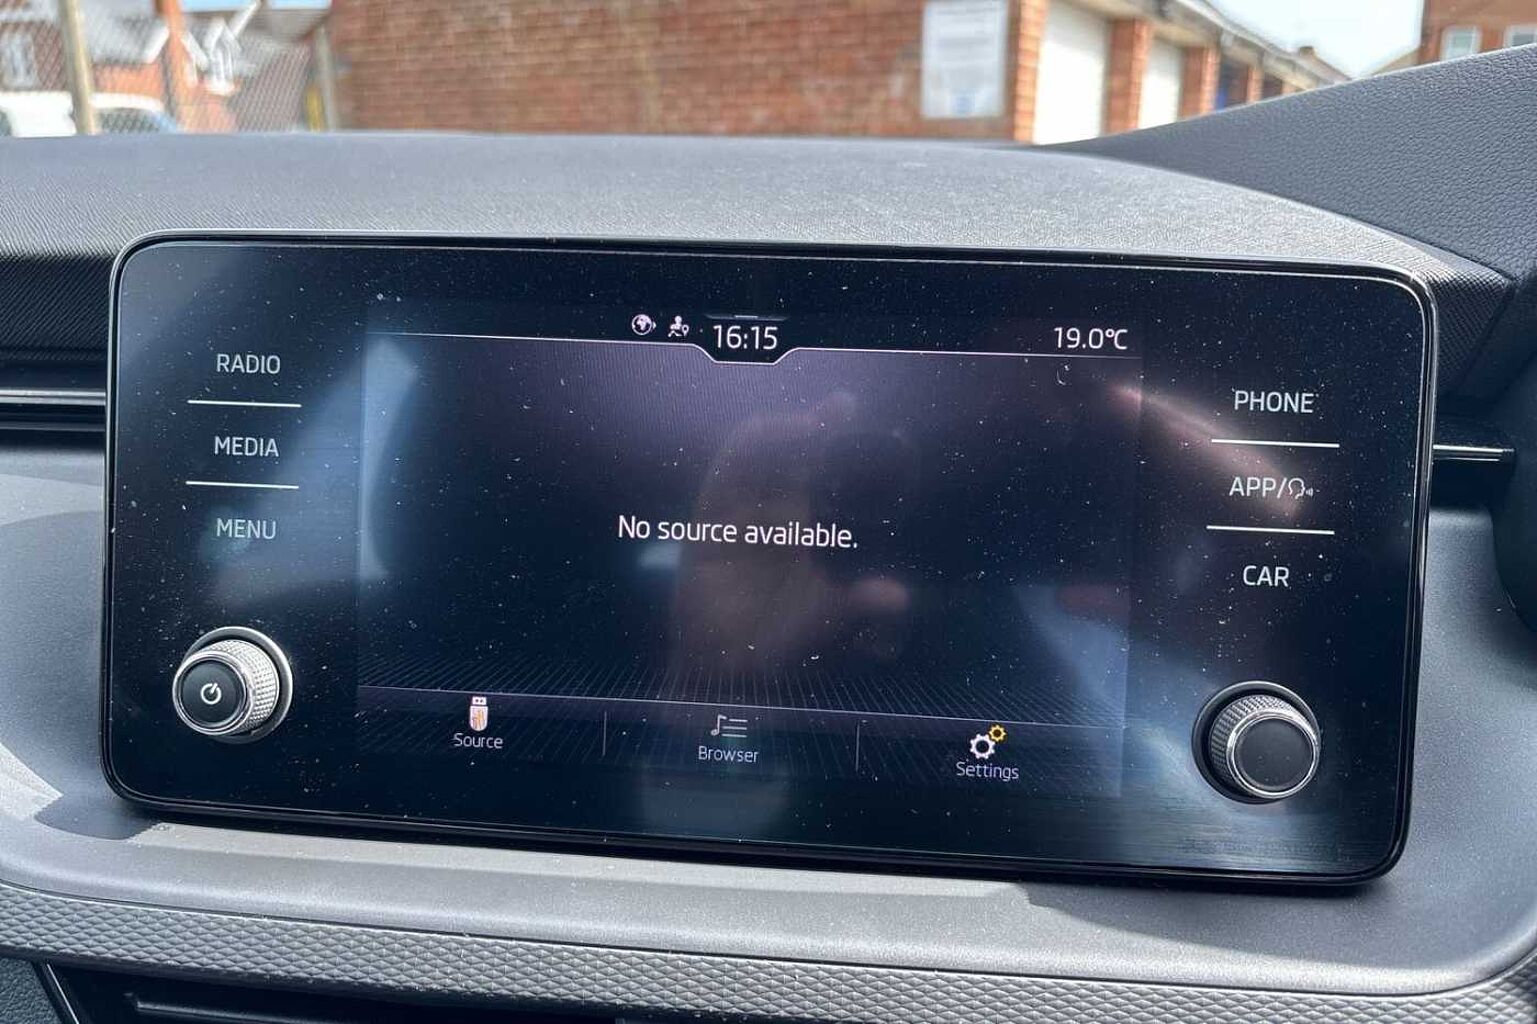 16:15
19.0°C
RADIO
MEDIA
MENU
PHONE
APP/
CAR
No source available.
Source
Browser
Settings